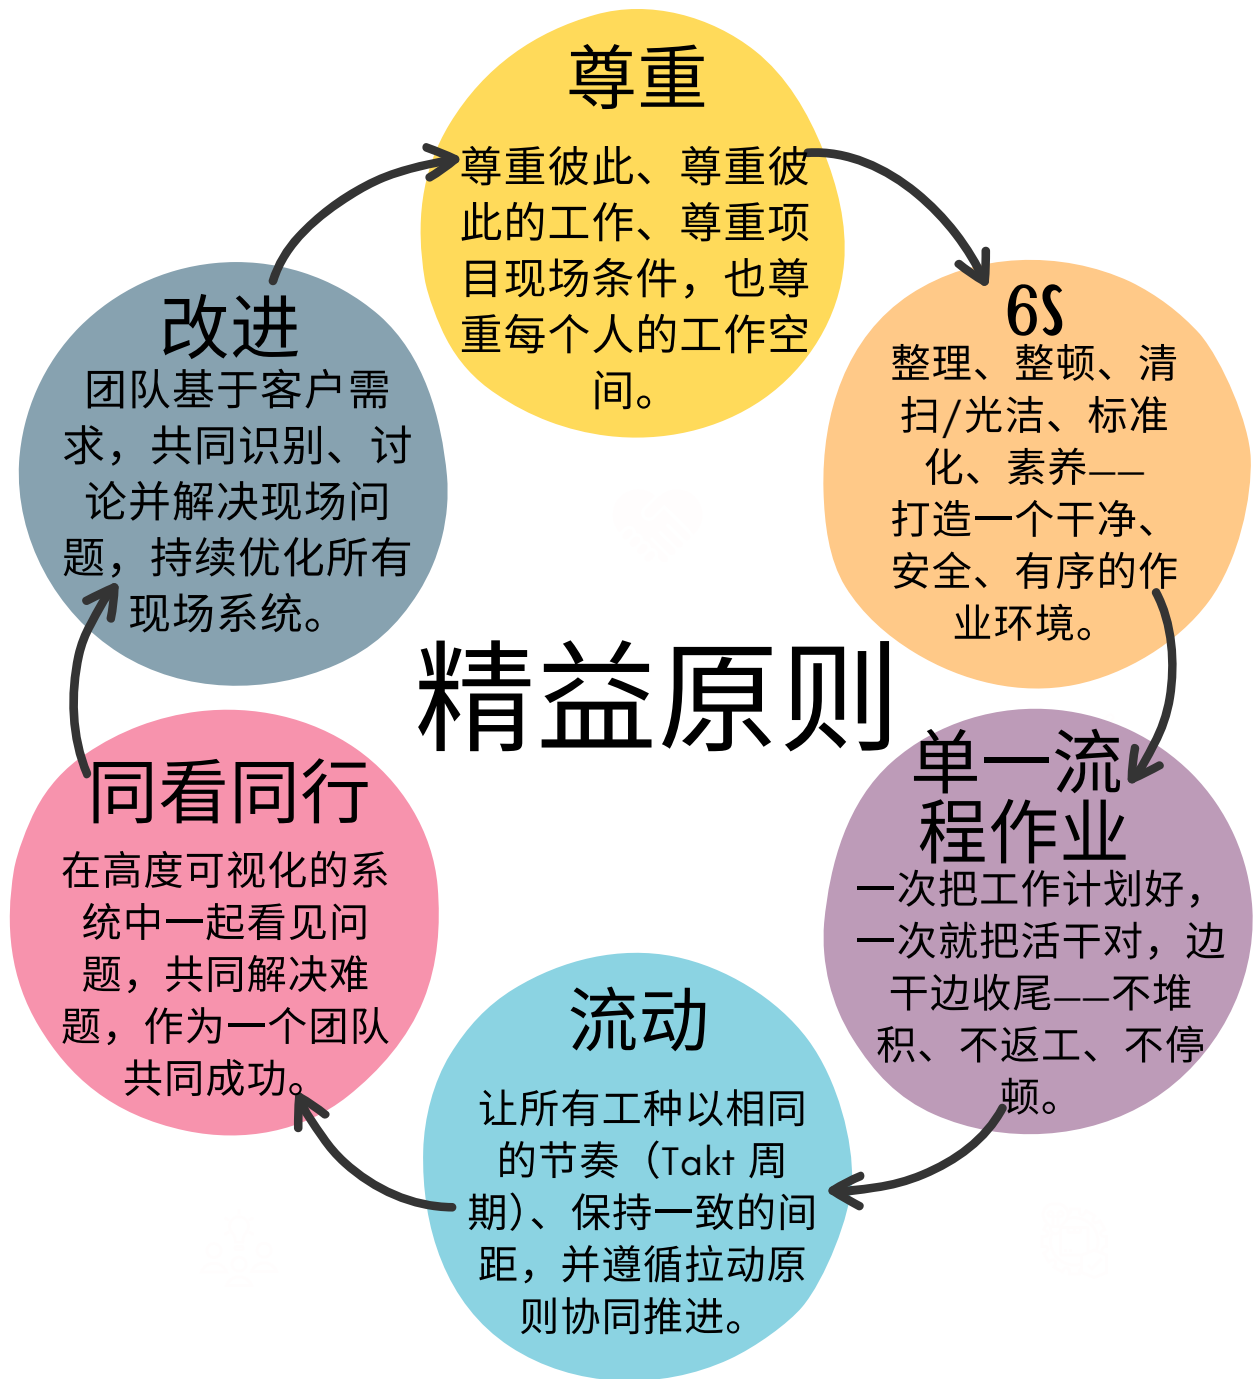 尊重
尊重彼此、尊重彼
此的工作、尊重项
目现场条件，也尊
重每个人的工作空
间。
6S
整理、整顿、清
扫/光洁、标准
化、素养——
打造一个干净、
安全、有序的作
业环境。
单一流
程作业
一次把工作计划好，
一次就把活干对，边
干边收尾——不堆
积、不返工、不停
顿。
流动
让所有工种以相同
的节奏（Takt 周
期）、保持一致的间
距，并遵循拉动原
则协同推进。
同看同行
在高度可视化的系
统中一起看见问
题，共同解决难
题，作为一个团队
共同成功。
改进
团队基于客户需
求，共同识别、讨
论并解决现场问
题，持续优化所有
现场系统。
精益原则